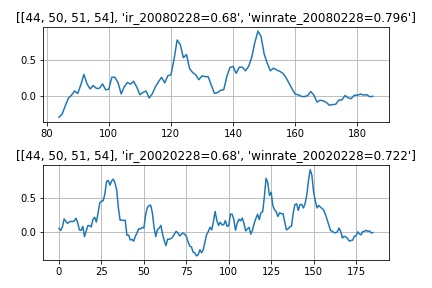 [[44, 50, 51, 54], 'ir_20080228=0.68', 'winrate_20080228=0.796']
0.5
0.0
80 100 120 140 160 180
[[44, 50, 51, 54], 'ir_20020228=0.68', 'winrate_20020228=0.722']
0.5
0.0
0 25 50 75 100 125 150 175